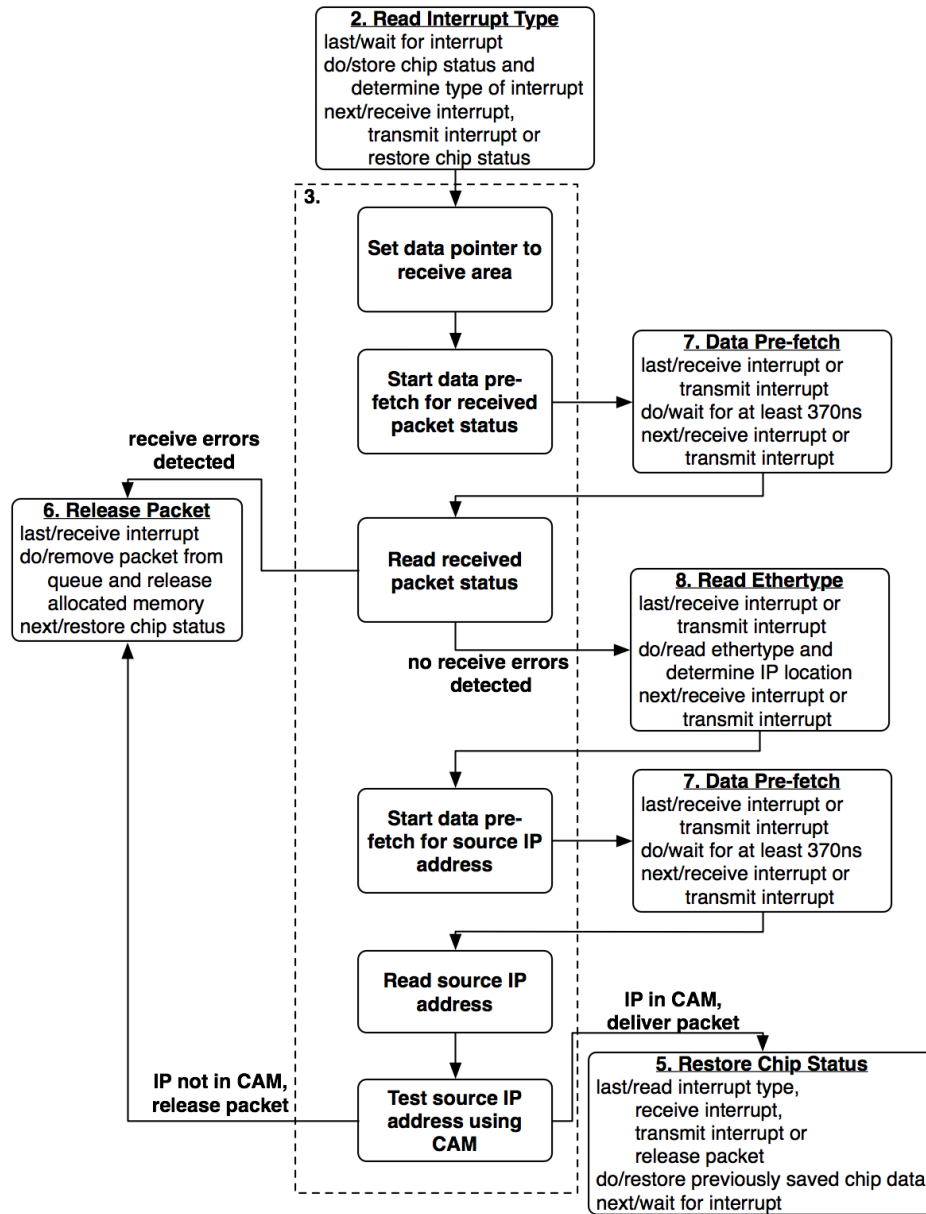 2. Read Interrupt Type
last/wait for interrupt
do/store chip status and
determine type of interrupt
next/receive interrupt,
transmit interrupt or
restore chip status
3.
Set data pointer to
receive area
Start data pre-
fetch for received
packet status
7. Data Pre-fetch
last/receive interrupt or
transmit interrupt
do/wait for at least 370ns
next/receive interrupt or
transmit interrupt
receive errors
detected
6. Release Packet
last/receive interrupt
do/remove packet from
queue and release
allocated memory
next/restore chip status
Read received
packet status
no receive errors
detected
8. Read Ethertype
last/receive interrupt or
transmit interrupt
do/read ethertype and
determine IP location
next/receive interrupt or
transmit interrupt
Start data pre-
fetch for source IP
address
7. Data Pre-fetch
last/receive interrupt or
transmit interrupt
do/wait for at least 370ns
next/receive interrupt or
transmit interrupt
Read source IP
address
IP in CAM,
deliver packet
IP not in CAM,
release packet
Test source IP
address using
CAM
5. Restore Chip Status
last/read interrupt type,
receive interrupt,
transmit interrupt or
release packet
do/restore previously saved chip data
next/wait for interrupt